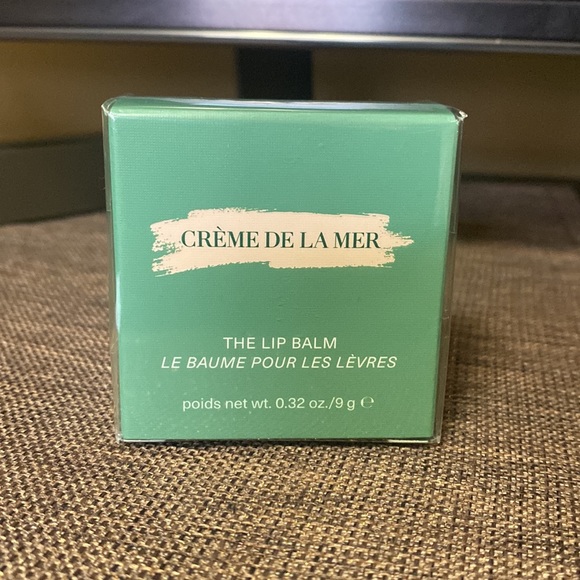 CRÈME DE LA MER
THE LIP BALM
LE BAUME POUR LES LÈVRES
poids net wt. 0.32 oz./9 g ℮